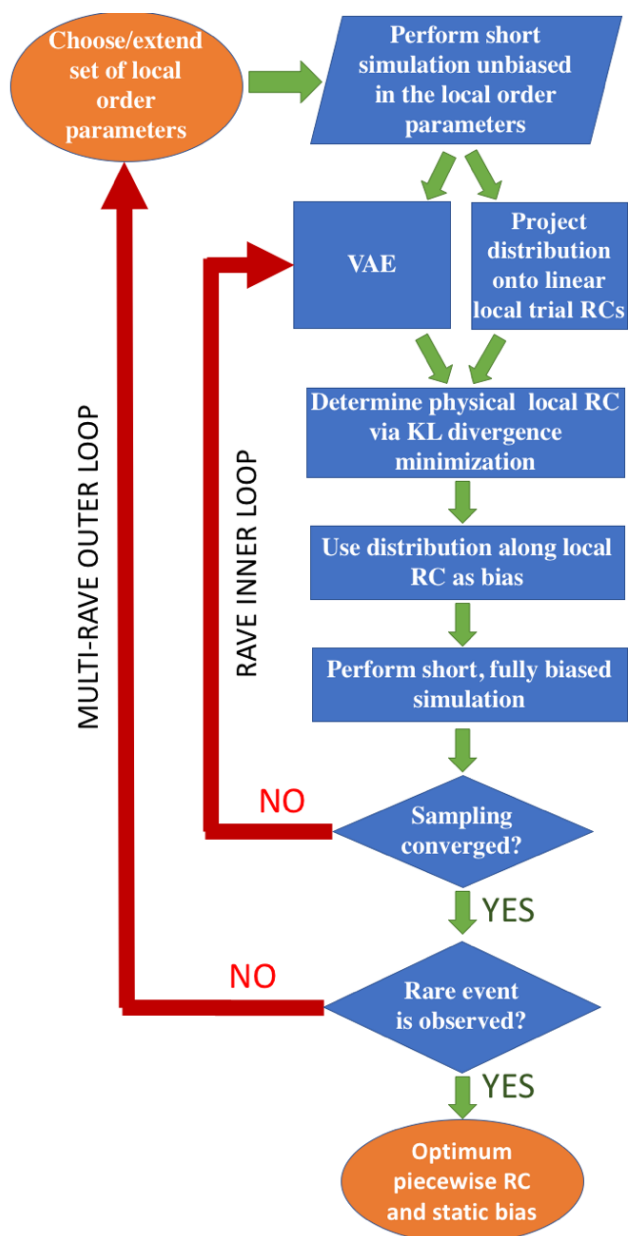 Choose/extend
set of local
order
parameters
Perform short
simulation unbiased
in the local order
parameters
VAE
Project
distribution
onto linear
local trial RCs
Determine physical local RC
via KL divergence
minimization
Use distribution along local
RC as bias
Perform short, fully biased
simulation
MULTI-RAVE OUTER LOOP
RAVE INNER LOOP
NO
Sampling
converged?
YES
NO
Rare event
is observed?
YES
Optimum
piecewise RC
and static bias